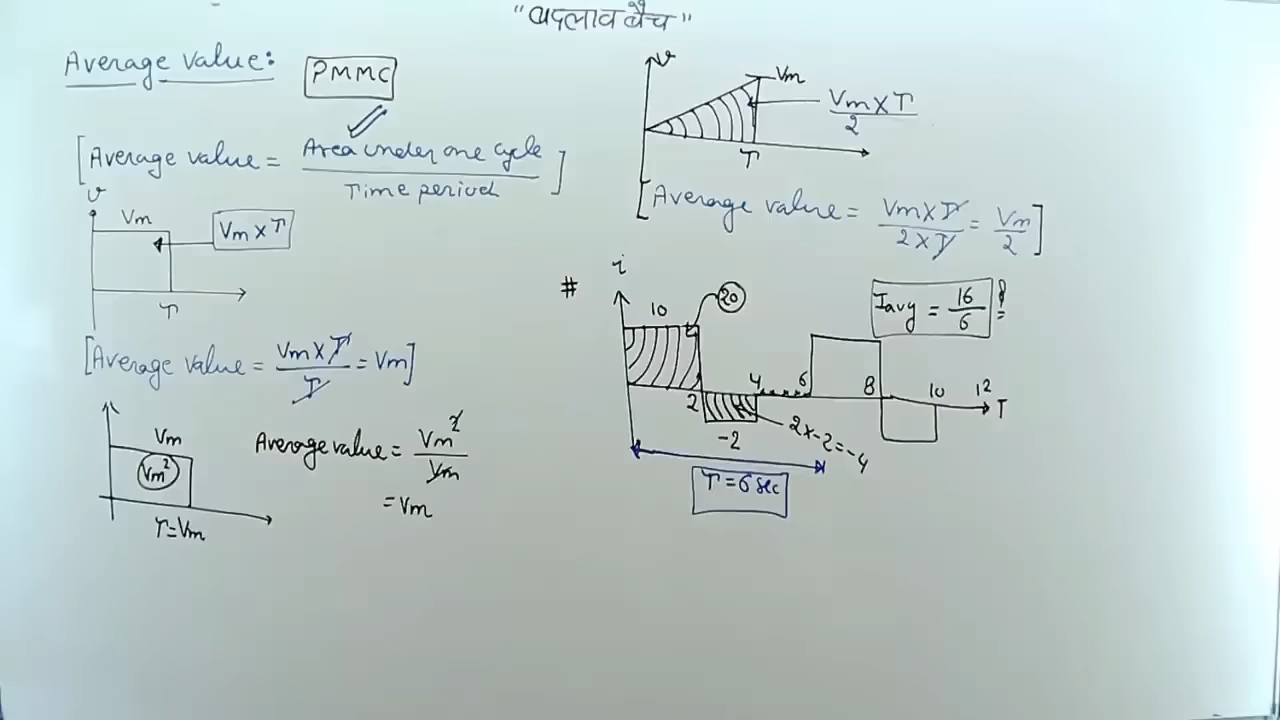 "बदलाव बैच"
Average value:
PMMC
[Average value = Area under one cycle / Time period]
v
Vm
Vm x T
T
[Average value = Vm x T / T = Vm]
Vm
Vm²
T=Vm
Average value = Vm² / Vm
= Vm
v
Vm
Vm x T / 2
T
[Average value = Vm x T / 2 x T = Vm / 2]
#
i
10
20
Iavg = 16/6
2
4
6
8
10
12
T
-2
2x-2=-4
T=6 sec